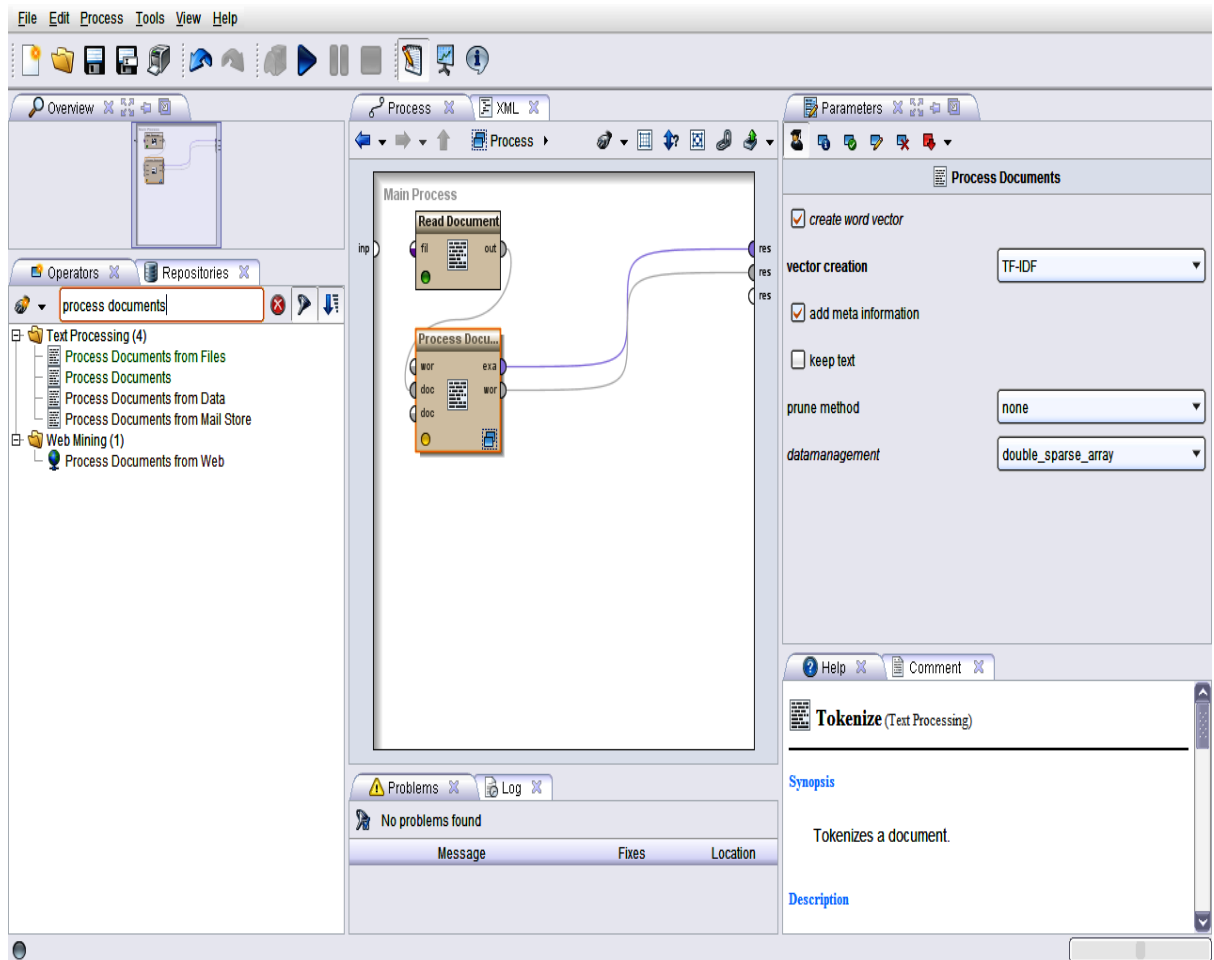 File Edit Process Tools View Help
Overview
Operators Repositories
process documents
Text Processing (4)
Process Documents from Files
Process Documents
Process Documents from Data
Process Documents from Mail Store
Web Mining (1)
Process Documents from Web
Process XML
Process
Main Process
Read Document
inp fil out
Process Docu...
wor exa
doc wor
doc
res
res
res
Problems Log
No problems found
Message Fixes Location
Parameters
Process Documents
create word vector
vector creation TF-IDF
add meta information
keep text
prune method none
datamanagement double_sparse_array
Help Comment
Tokenize (Text Processing)
Synopsis
Tokenizes a document.
Description